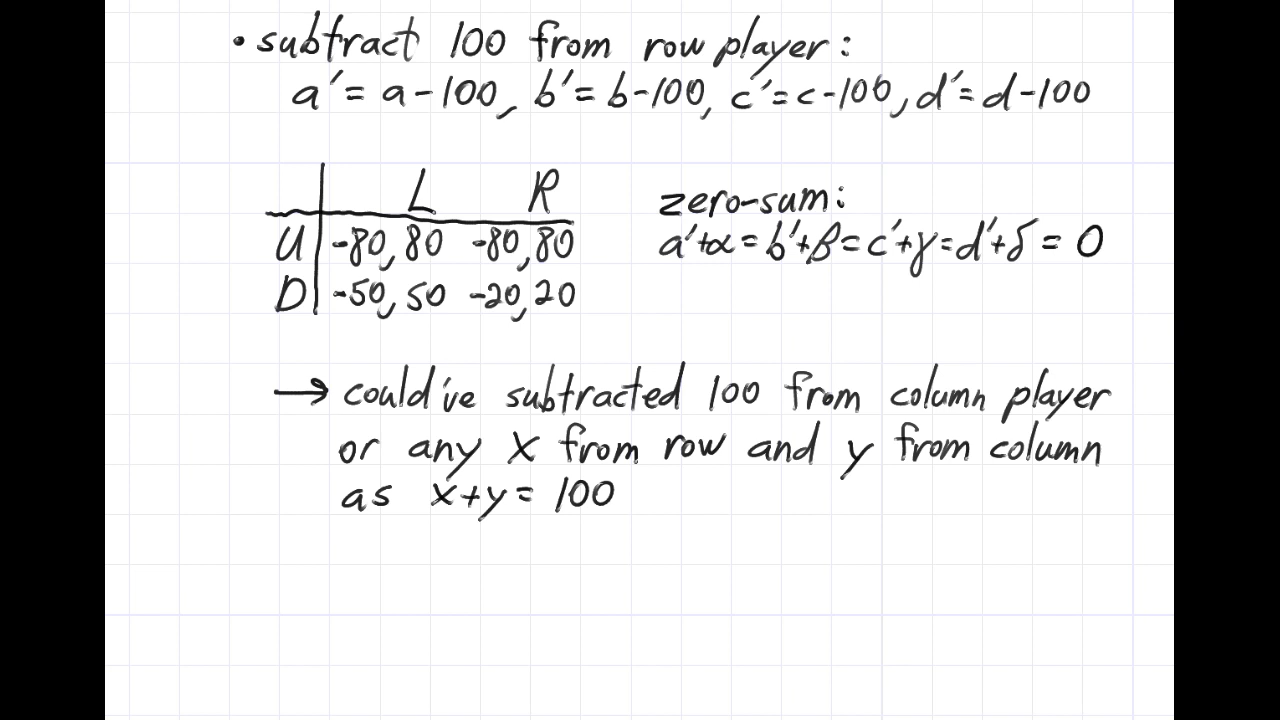 • subtract 100 from row player:
a' = a - 100, b' = b - 100, c' = c - 100, d' = d - 100
L R
U -80, 80 -80, 80
D -50, 50 -20, 20
zero-sum:
a'+α = b'+β = c'+γ = d'+δ = 0
→ could've subtracted 100 from column player
or any x from row and y from column
as x+y = 100